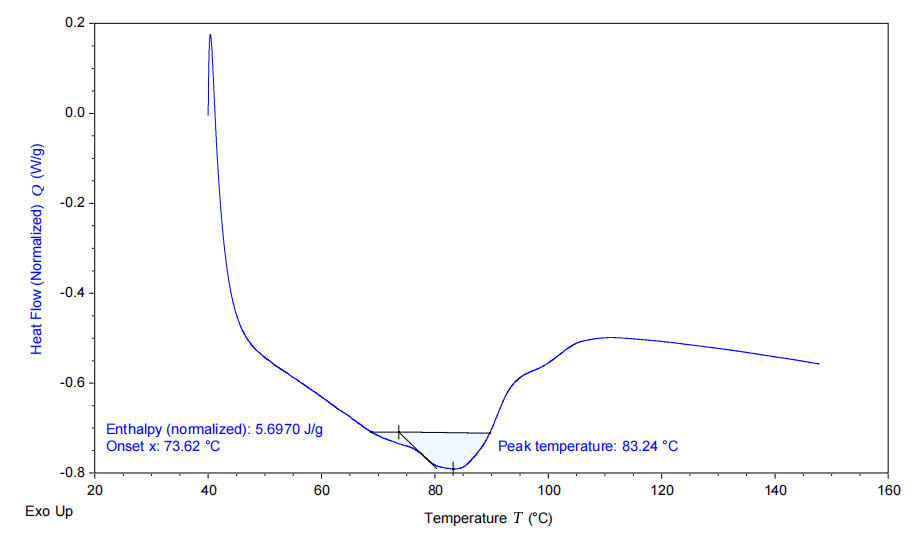 0.2
0.0
-0.2
-0.4
-0.6
-0.8
Heat Flow (Normalized) Q (W/g)
Enthalpy (normalized): 5.6970 J/g
Onset x: 73.62 °C
Peak temperature: 83.24 °C
20 40 60 80 100 120 140 160
Exo Up
Temperature T (°C)